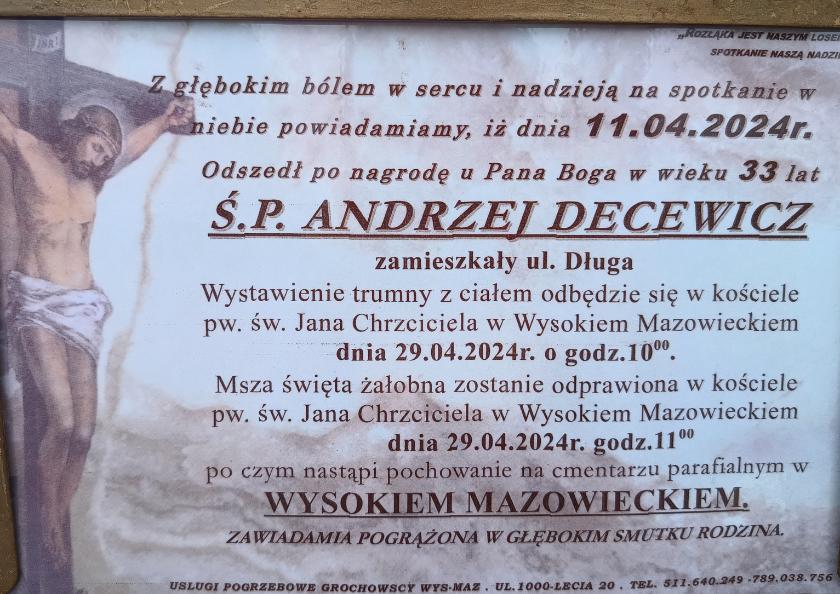 „ROZŁĄKA JEST NASZYM
SPOTKANIE NASZĄ
INRI
Z głębokim bólem w sercu i nadzieją na spotkanie w
niebie powiadamiamy, iż dnia 11.04.2024r.
Odszedł po nagrodę u Pana Boga w wieku 33 lat
Ś.P. ANDRZEJ DECEWICZ
zamieszkały ul. Długa
Wystawienie trumny z ciałem odbędzie się w kościele
pw. św. Jana Chrzciciela w Wysokiem Mazowieckiem
dnia 29.04.2024r. o godz.10⁰⁰.
Msza święta żałobna zostanie odprawiona w kościele
pw. św. Jana Chrzciciela w Wysokiem Mazowieckiem
dnia 29.04.2024r. godz.11⁰⁰
po czym nastąpi pochowanie na cmentarzu parafialnym w
WYSOKIEM MAZOWIECKIEM.
ZAWIADAMIA POGRĄŻONA W GŁĘBOKIM SMUTKU RODZINA.
USLUGI POGRZEBOWE GROCHOWSCY WYS-MAZ . UL.1000-LECIA 20 . TEL. 511.640.249 -789.038.756